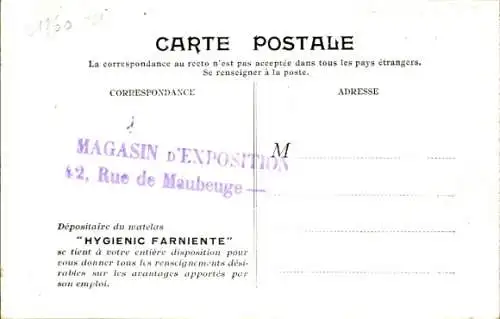 CARTE POSTALE
La correspondance au recto n'est pas acceptée dans tous les pays étrangers.
Se renseigner à la poste.
CORRESPONDANCE
ADRESSE
MAGASIN D'EXPOSITION
42, Rue de Maubeuge —
M
Dépositaire du matelas
"HYGIENIC FARNIENTE"
se tient à votre entière disposition pour
vous donner tous les renseignements dési-
rables sur les avantages apportés par
son emploi.